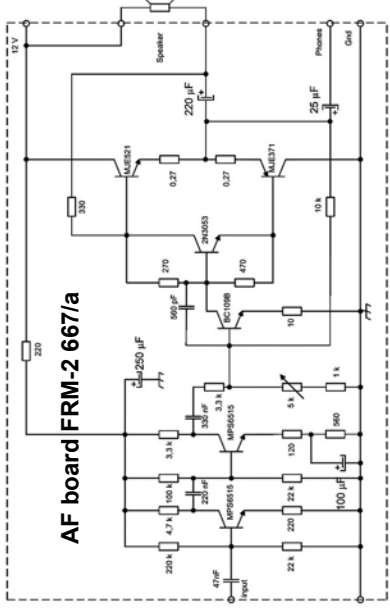 AF board FRM-2 667/a
12 V
Speaker
Phones
Gnd
220 µF
25 µF
MJE521
MJE371
0,27
0,27
330
2N3053
10 k
270
470
560 pF
BC109B
10
220
250 µF
3,3 k
330 nF
3,3 k
5 k
1 k
MPS6515
120
560
100 µF
100 k
220 nF
22 k
4,7 k
MPS6515
220
220 k
22 k
47nF
Input